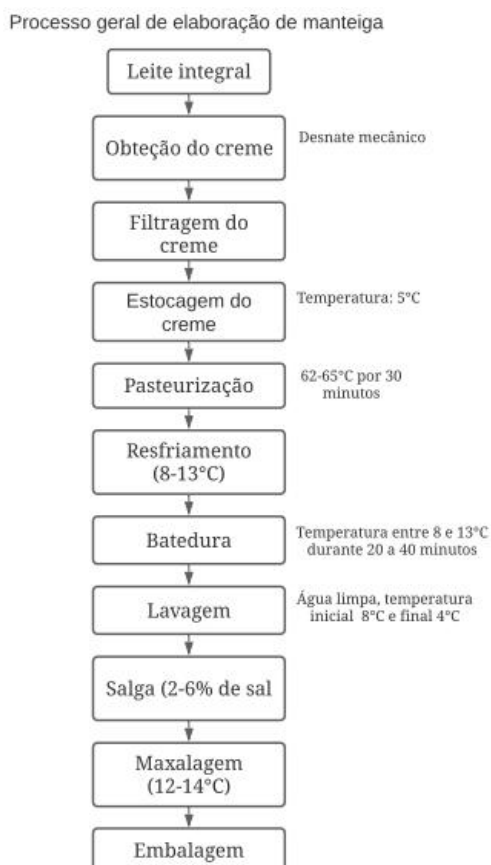 Processo geral de elaboração de manteiga
Leite integral
Obteção do creme
Desnate mecânico
Filtragem do
creme
Estocagem do
creme
Temperatura: 5°C
Pasteurização
62-65°C por 30
minutos
Resfriamento
(8-13°C)
Batedura
Temperatura entre 8 e 13°C
durante 20 a 40 minutos
Lavagem
Água limpa, temperatura
inicial 8°C e final 4°C
Salga (2-6% de sal
Maxalagem
(12-14°C)
Embalagem